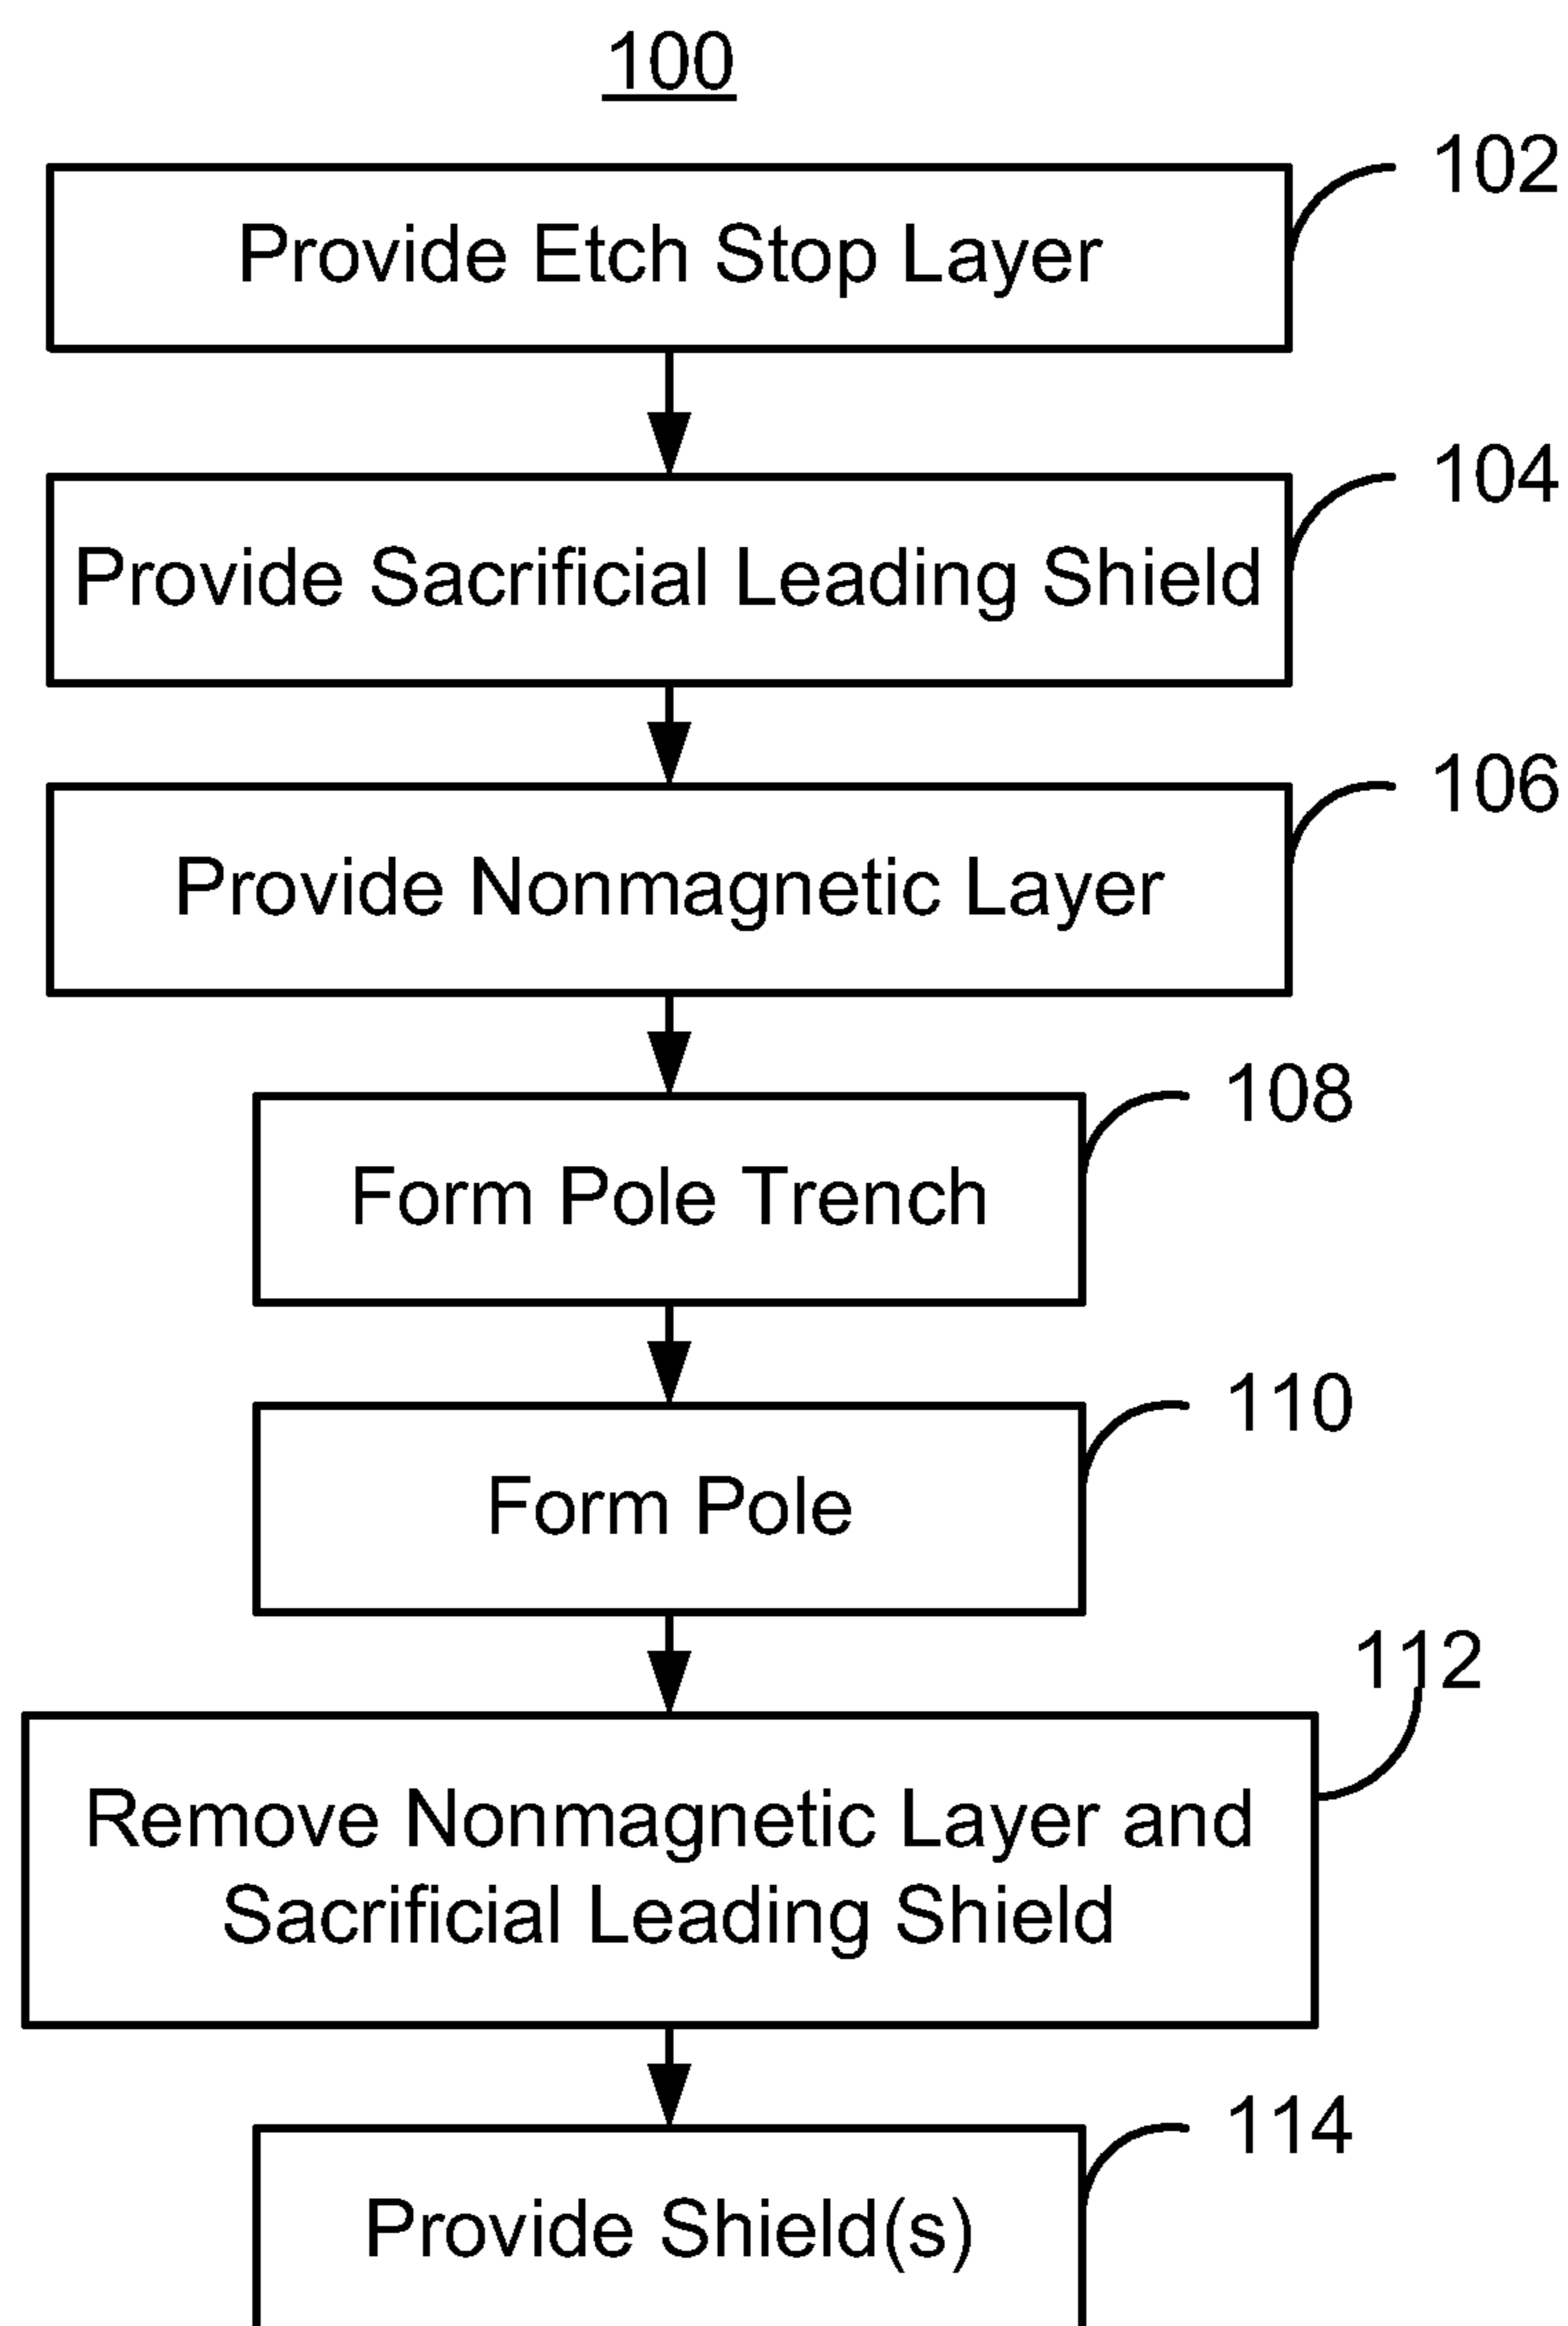 100
102
Provide Etch Stop Layer
104
Provide Sacrificial Leading Shield
106
Provide Nonmagnetic Layer
108
Form Pole Trench
110
Form Pole
112
Remove Nonmagnetic Layer and
Sacrificial Leading Shield
114
Provide Shield(s)